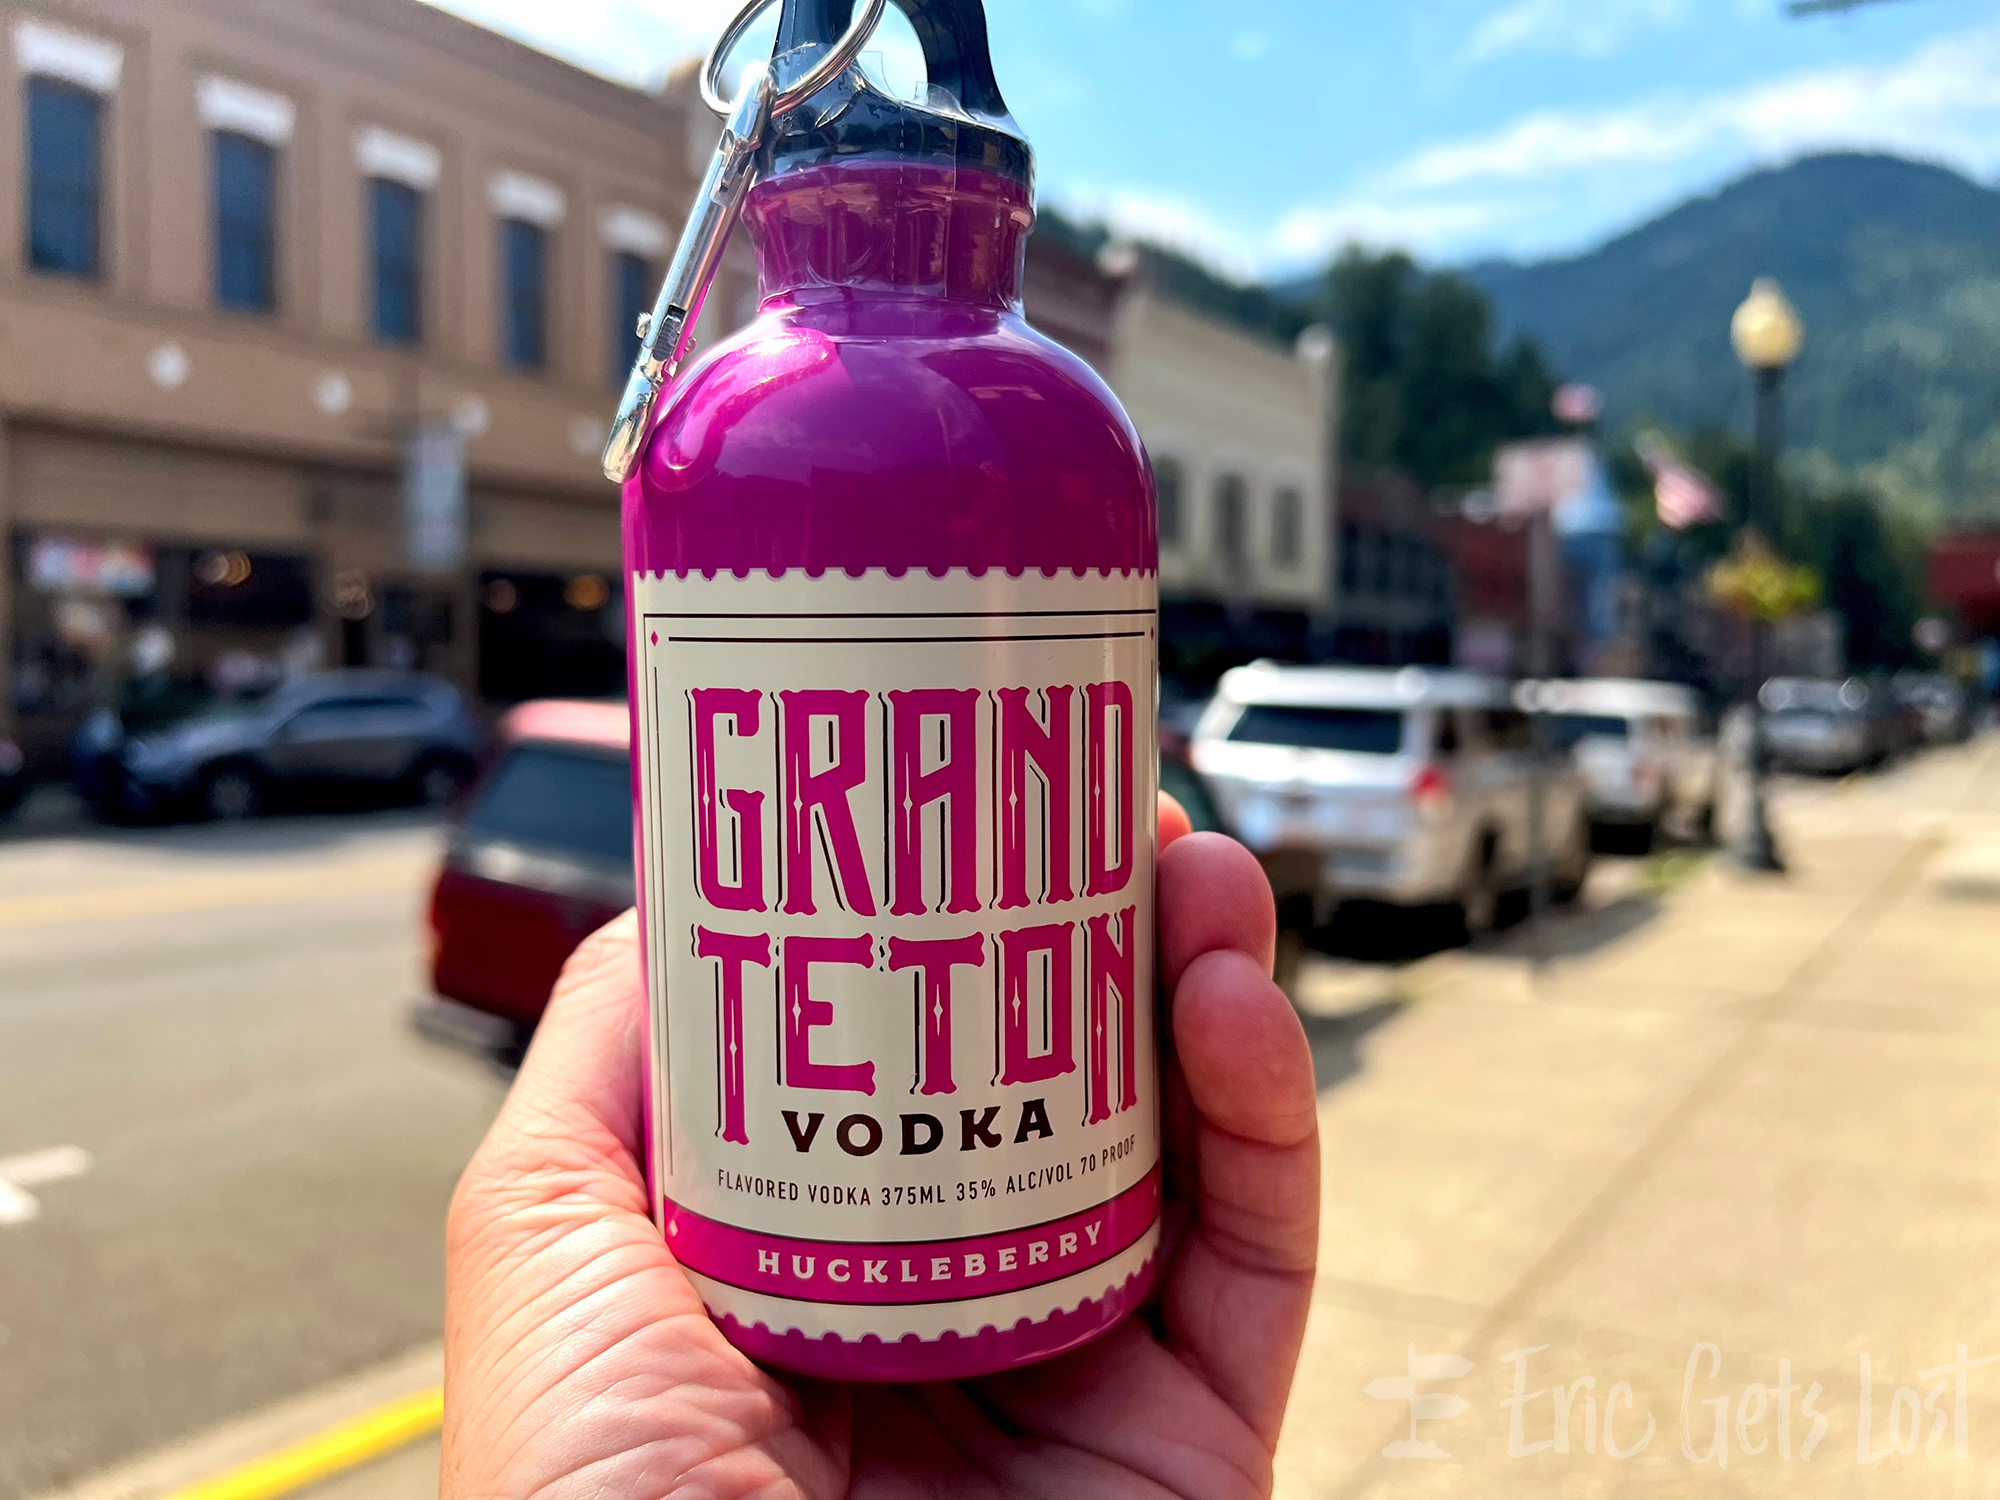 GRAND
TETON
VODKA
FLAVORED VODKA 375ML 35% ALC/VOL 70 PROOF
HUCKLEBERRY
Eric Gets Lost